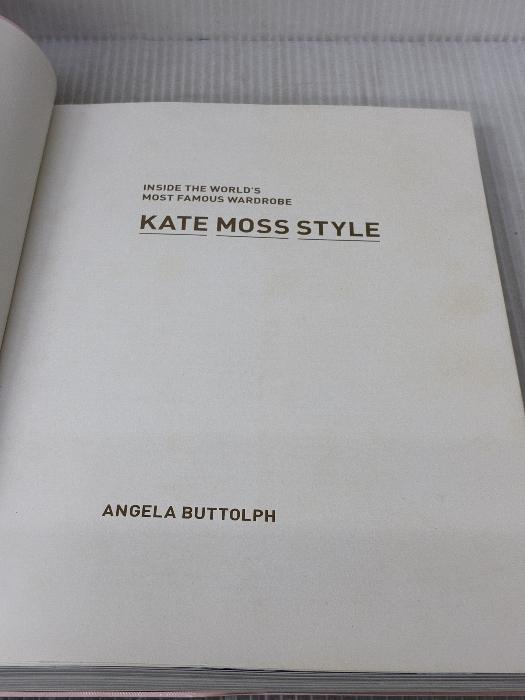 INSIDE THE WORLD'S
MOST FAMOUS WARDROBE
KATE MOSS STYLE
ANGELA BUTTOLPH